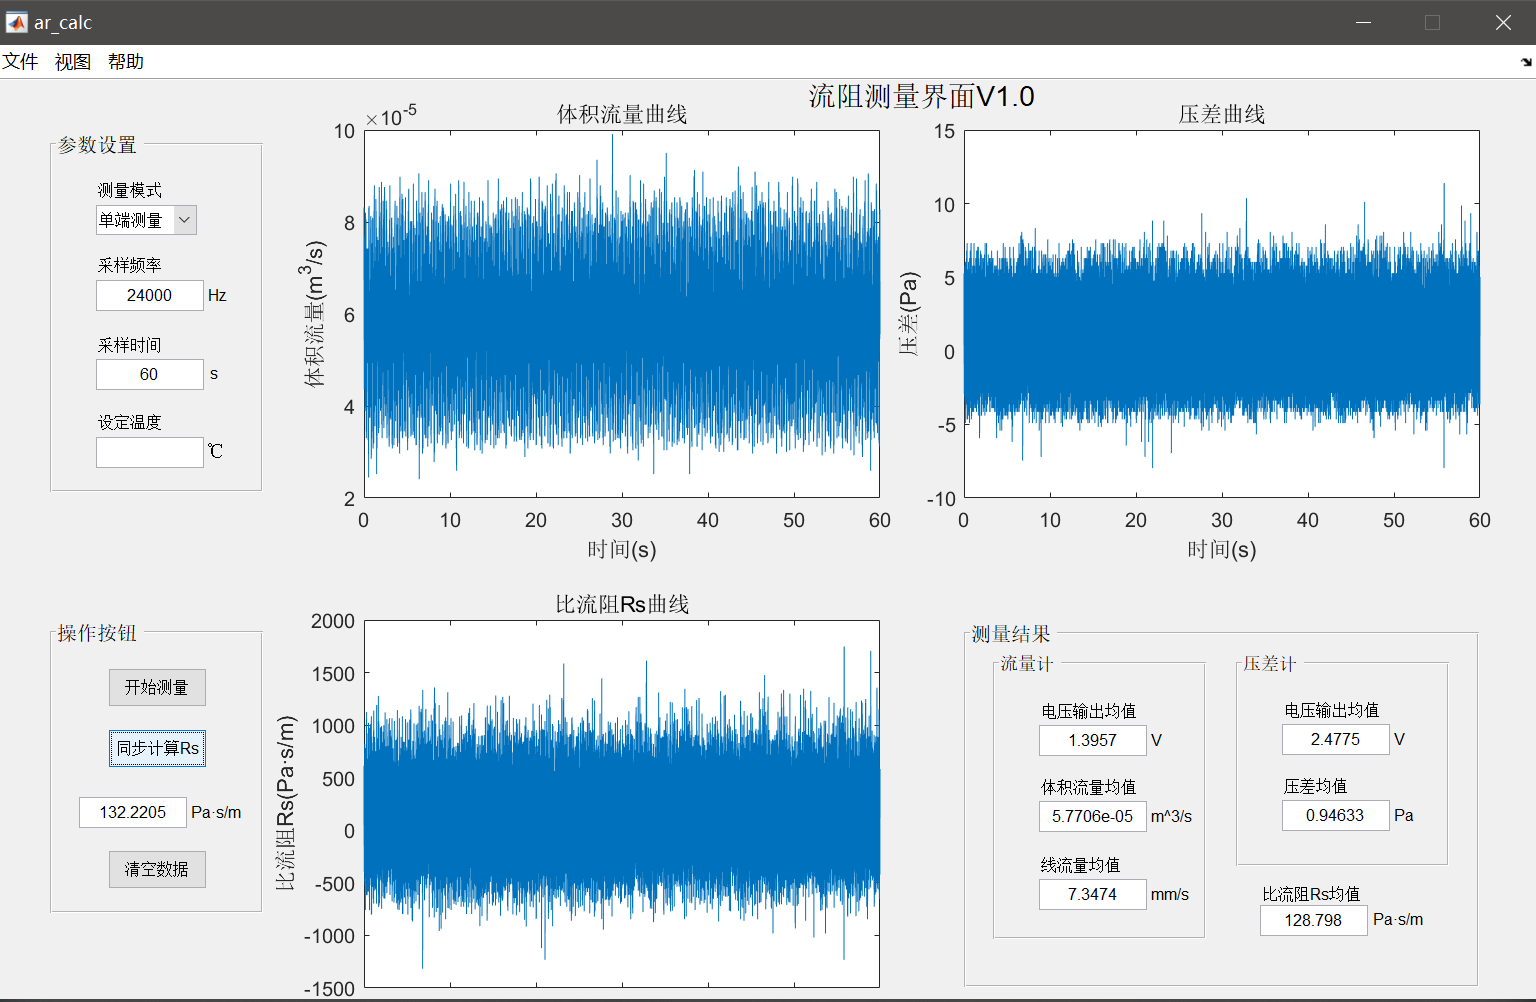 ar_calc
文件 视图 帮助
流阻测量界面V1.0
参数设置
测量模式
单端测量
采样频率
24000 Hz
采样时间
60 s
设定温度
℃
体积流量曲线
×10-5
10
8
6
4
2
体积流量(m3/s)
0 10 20 30 40 50 60
时间(s)
压差曲线
15
10
5
0
-5
-10
压差(Pa)
0 10 20 30 40 50 60
时间(s)
操作按钮
开始测量
同步计算Rs
132.2205 Pa·s/m
清空数据
比流阻Rs曲线
2000
1500
1000
500
0
-500
-1000
-1500
比流阻Rs(Pa·s/m)
测量结果
流量计
电压输出均值
1.3957 V
体积流量均值
5.7706e-05 m^3/s
线流量均值
7.3474 mm/s
压差计
电压输出均值
2.4775 V
压差均值
0.94633 Pa
比流阻Rs均值
128.798 Pa·s/m